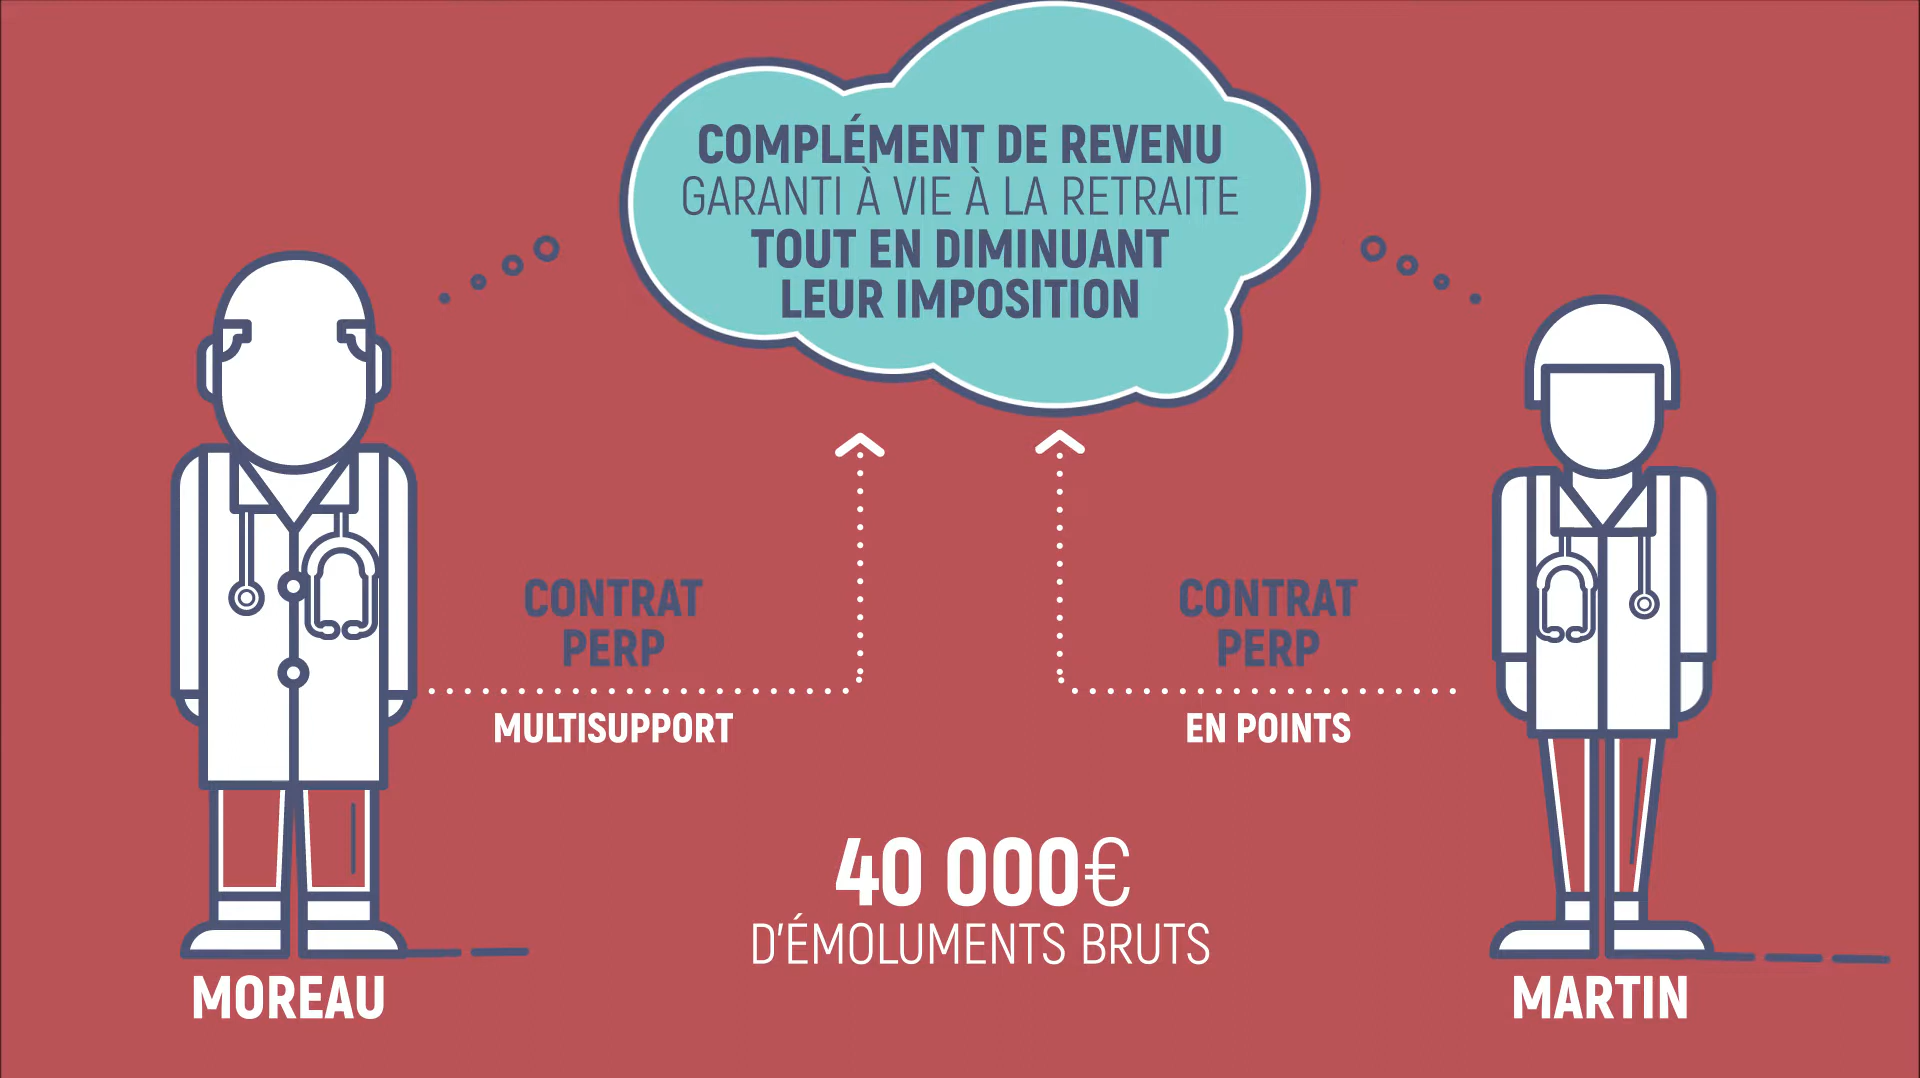 COMPLÉMENT DE REVENU
GARANTI À VIE À LA RETRAITE
TOUT EN DIMINUANT
LEUR IMPOSITION
CONTRAT
PERP
MULTISUPPORT
CONTRAT
PERP
EN POINTS
40 000€
D'ÉMOLUMENTS BRUTS
MOREAU
MARTIN